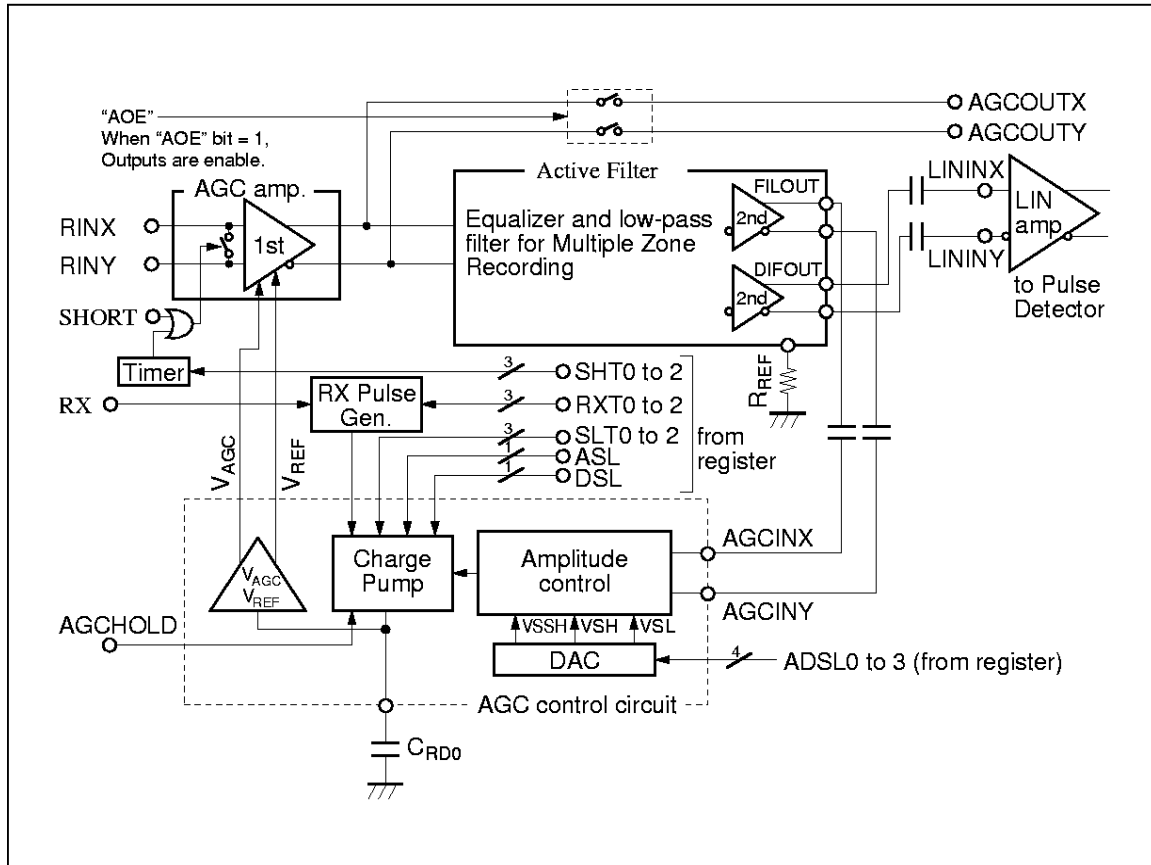 AGCOUTX
"AOE"
When "AOE" bit = 1,
Outputs are enable.
AGCOUTY
AGC amp.
Active Filter
FILOUT
LININX
RINX
1st
Equalizer and low-pass
filter for Multiple Zone
Recording
2nd
LIN
amp
RINY
DIFOUT
LININY
2nd
to Pulse
Detector
SHORT
Timer
3
SHT0 to 2
RREF
RX
RX Pulse
Gen.
3
RXT0 to 2
3
SLT0 to 2
from
register
1
ASL
1
DSL
VAGC
VREF
AGCINX
VAGC
VREF
Charge
Pump
Amplitude
control
AGCINY
AGCHOLD
VSSH
VSH
VSL
DAC
4
ADSL0 to 3 (from register)
AGC control circuit
CRD0